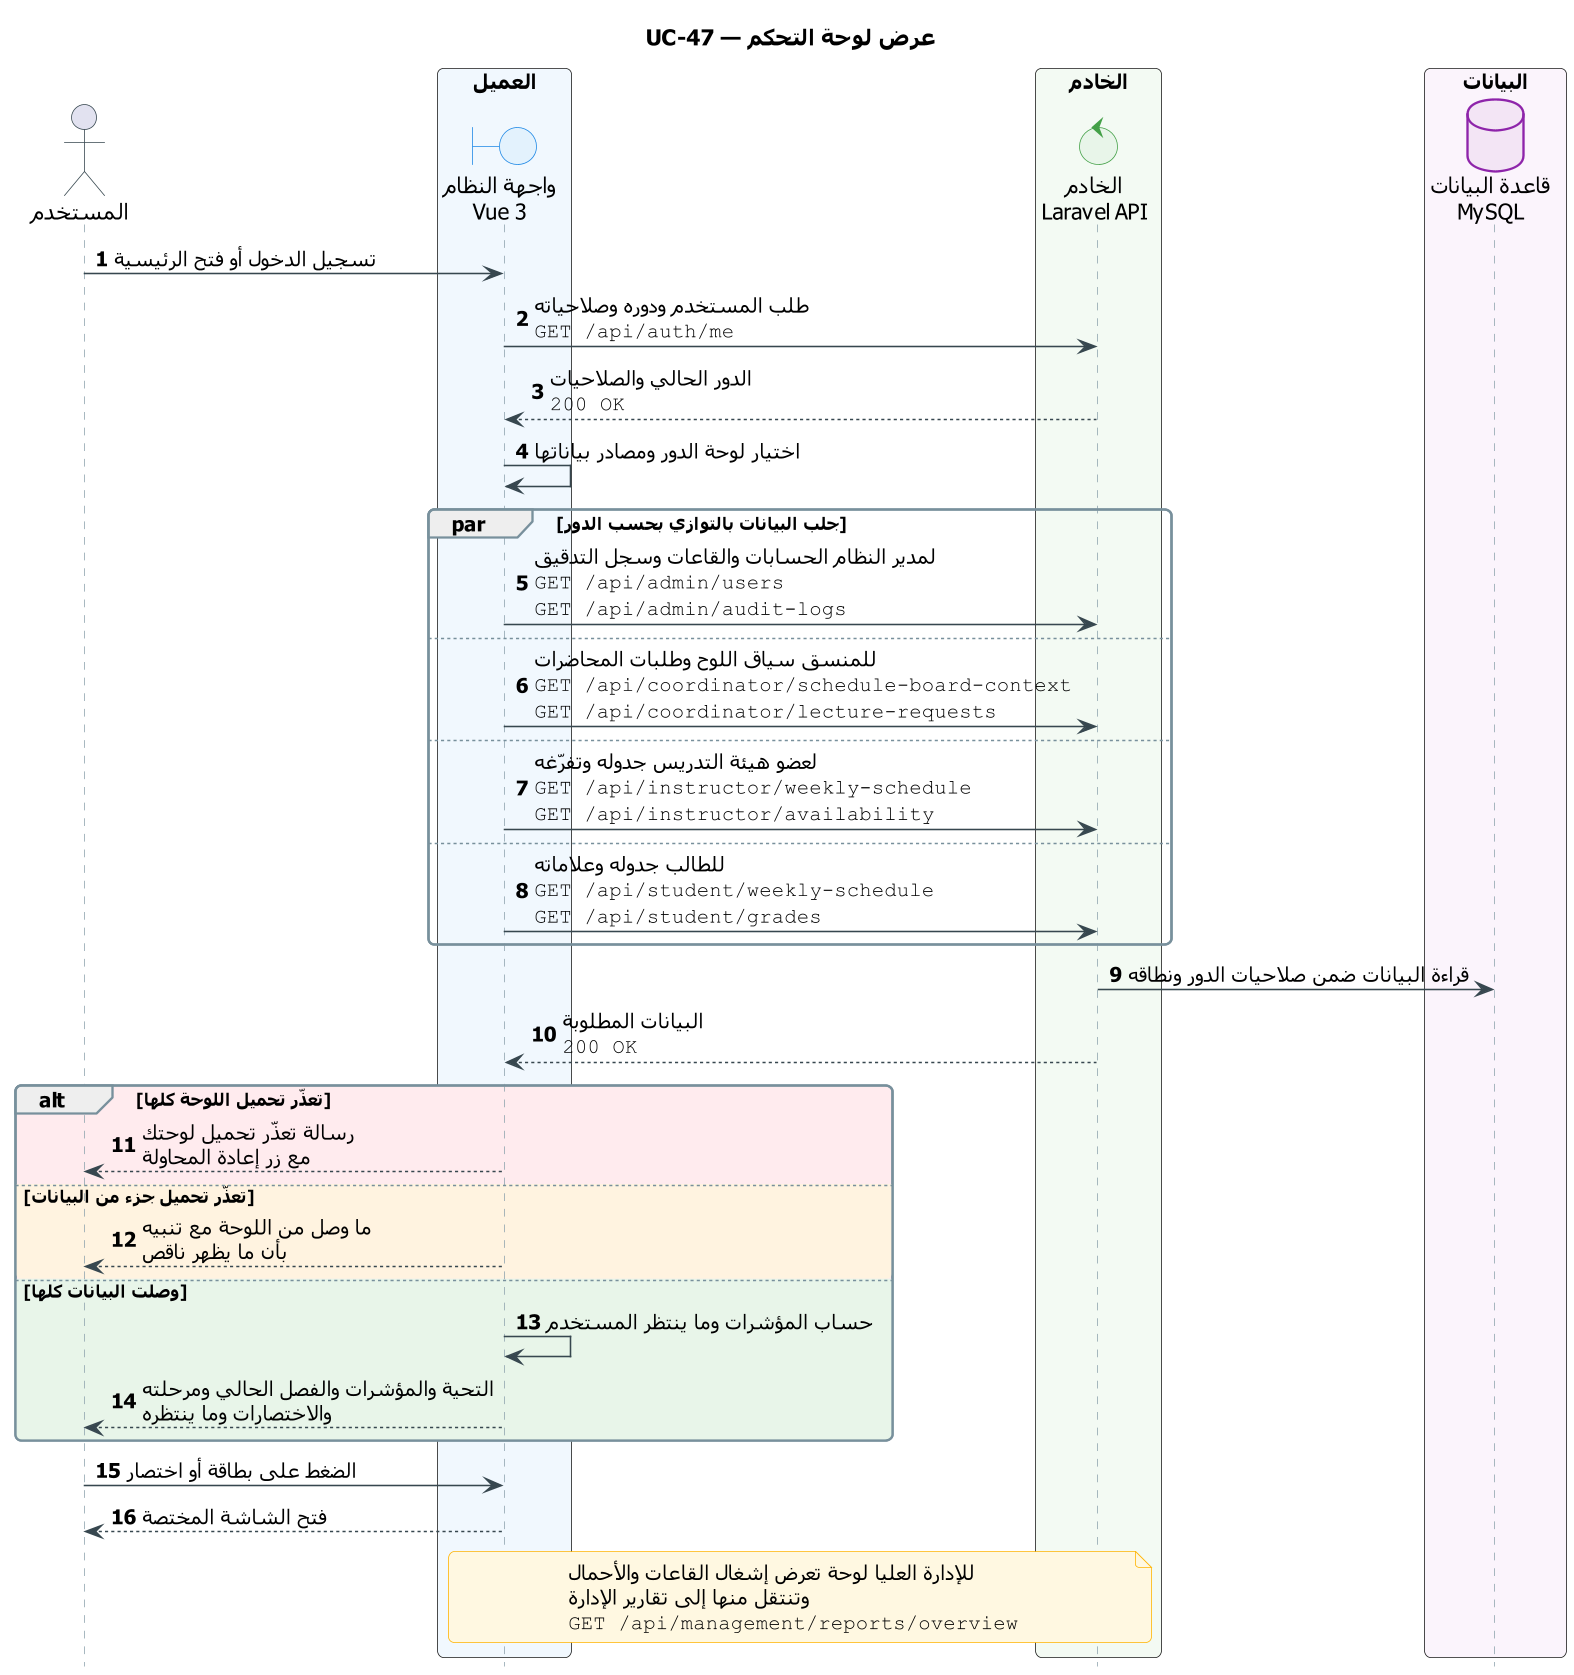 UC-47 — عرض لوحة التحكم
العميل
الخادم
البيانات
المستخدم
واجهة النظام
Vue 3
الخادم
Laravel API
قاعدة البيانات
MySQL
1 تسجيل الدخول أو فتح الرئيسية
2 طلب المستخدم ودوره وصلاحياته
GET /api/auth/me
3 الدور الحالي والصلاحيات
200 OK
4 اختيار لوحة الدور ومصادر بياناتها
par [جلب البيانات بالتوازي بحسب الدور]
5 لمدير النظام الحسابات والقاعات وسجل التدقيق
GET /api/admin/users
GET /api/admin/audit-logs
6 للمنسق سياق اللوح وطلبات المحاضرات
GET /api/coordinator/schedule-board-context
GET /api/coordinator/lecture-requests
7 لعضو هيئة التدريس جدوله وتفرّغه
GET /api/instructor/weekly-schedule
GET /api/instructor/availability
8 للطالب جدوله وعلاماته
GET /api/student/weekly-schedule
GET /api/student/grades
9 قراءة البيانات ضمن صلاحيات الدور ونطاقه
10 البيانات المطلوبة
200 OK
alt [تعذّر تحميل اللوحة كلها]
11 رسالة تعذّر تحميل لوحتك
مع زر إعادة المحاولة
[تعذّر تحميل جزء من البيانات]
12 ما وصل من اللوحة مع تنبيه
بأن ما يظهر ناقص
[وصلت البيانات كلها]
13 حساب المؤشرات وما ينتظر المستخدم
14 التحية والمؤشرات والفصل الحالي ومرحلته
والاختصارات وما ينتظره
15 الضغط على بطاقة أو اختصار
16 فتح الشاشة المختصة
للإدارة العليا لوحة تعرض إشغال القاعات والأحمال
وتنتقل منها إلى تقارير الإدارة
GET /api/management/reports/overview